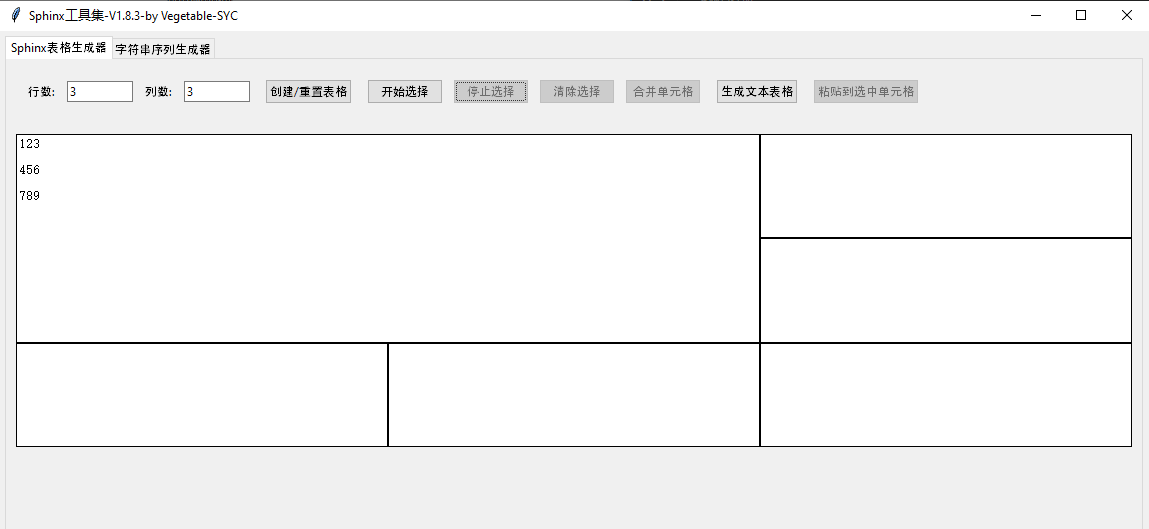 Sphinx工具集-V1.8.3-by Vegetable-SYC
Sphinx表格生成器 字符串序列生成器
行数: 3 列数: 3 创建/重置表格 开始选择 停止选择 清除选择 合并单元格 生成文本表格 粘贴到选中单元格
123
456
789